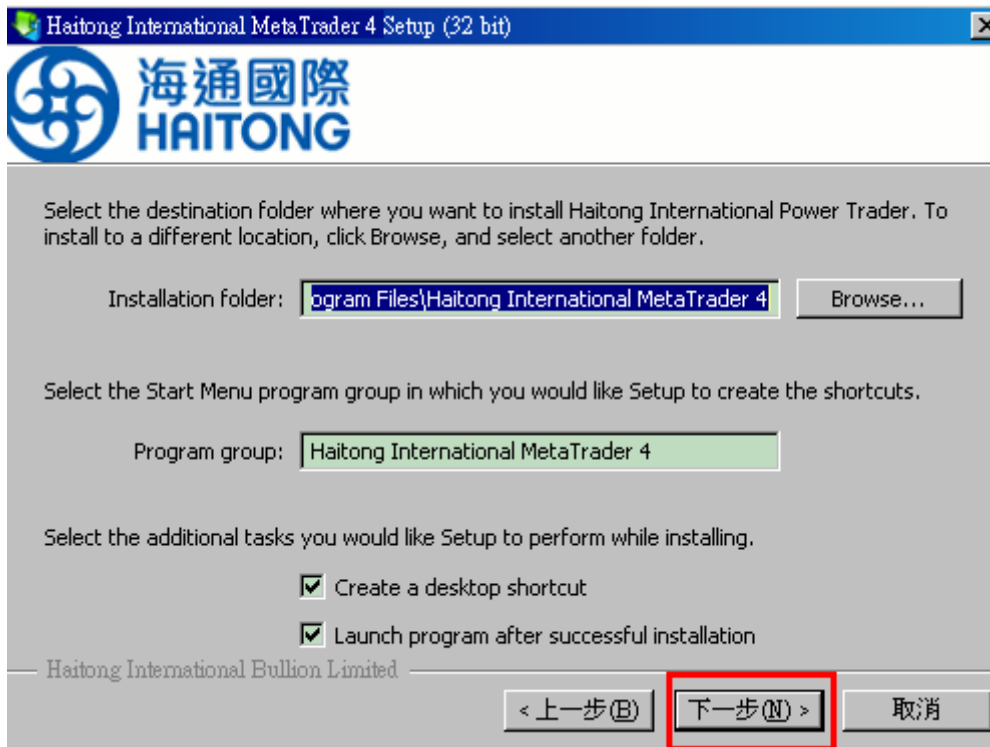 Haitong International MetaTrader 4 Setup (32 bit)
海通國際
HAITONG
Select the destination folder where you want to install Haitong International Power Trader. To
install to a different location, click Browse, and select another folder.
Installation folder: ogram Files\Haitong International MetaTrader 4 Browse...
Select the Start Menu program group in which you would like Setup to create the shortcuts.
Program group: Haitong International MetaTrader 4
Select the additional tasks you would like Setup to perform while installing.
Create a desktop shortcut
Launch program after successful installation
Haitong International Bullion Limited
<上一步(B) 下一步(N)> 取消